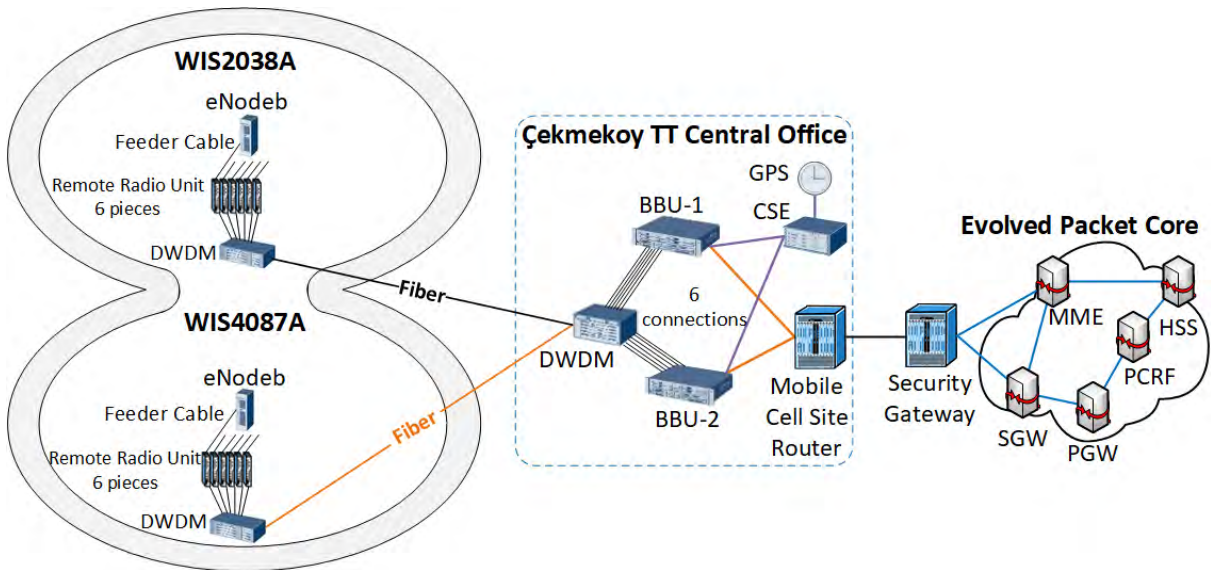 WIS2038A
eNodeb
Feeder Cable
Remote Radio Unit
6 pieces
DWDM
Fiber
WIS4087A
eNodeb
Feeder Cable
Remote Radio Unit
6 pieces
DWDM
Fiber
Çekmekoy TT Central Office
GPS
BBU-1
CSE
6
connections
DWDM
BBU-2
Mobile
Cell Site
Router
Security
Gateway
Evolved Packet Core
MME
HSS
PCRF
SGW
PGW